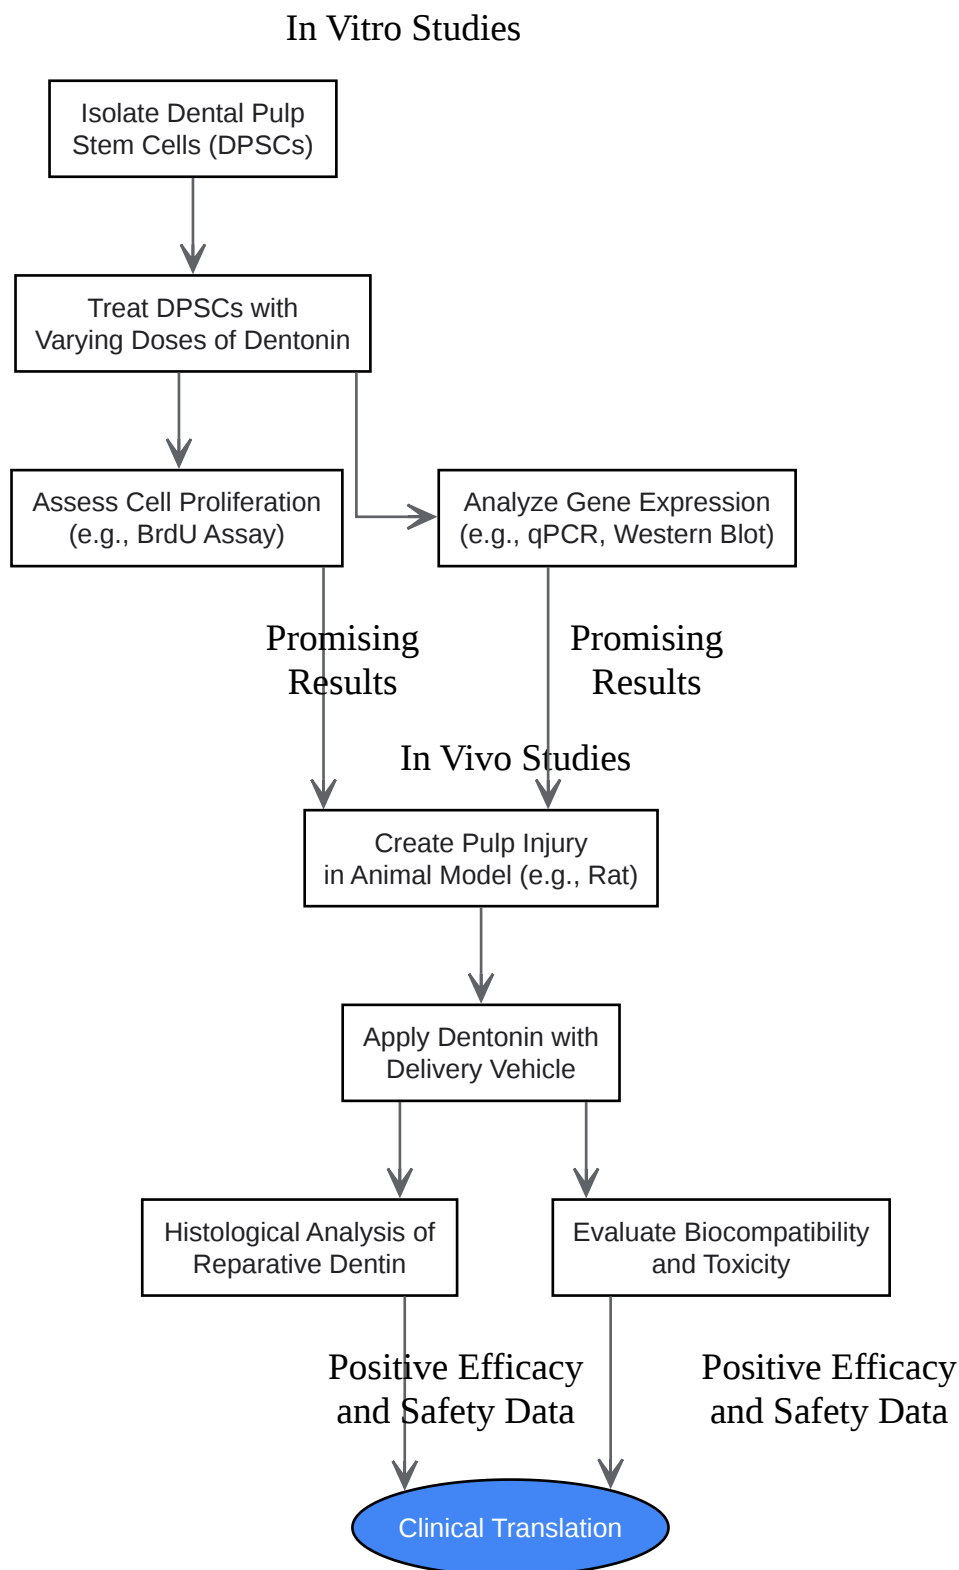 In Vitro Studies
Isolate Dental Pulp
Stem Cells (DPSCs)
Treat DPSCs with
Varying Doses of Dentonin
Assess Cell Proliferation
(e.g., BrdU Assay)
Analyze Gene Expression
(e.g., qPCR, Western Blot)
Promising
Results
Promising
Results
In Vivo Studies
Create Pulp Injury
in Animal Model (e.g., Rat)
Apply Dentonin with
Delivery Vehicle
Histological Analysis of
Reparative Dentin
Evaluate Biocompatibility
and Toxicity
Positive Efficacy
and Safety Data
Positive Efficacy
and Safety Data
Clinical Translation